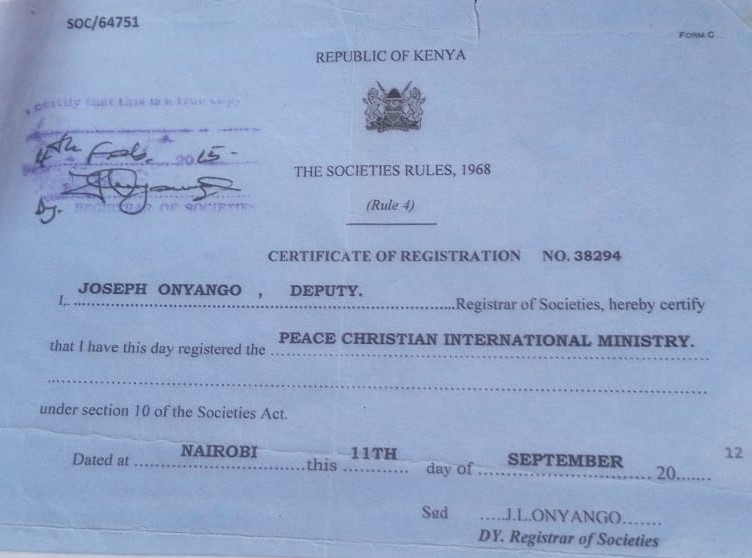 SOC/64751
FORM C
REPUBLIC OF KENYA
certify that this is a true copy
4th Feb. 2015-
Dy. REGISTRAR OF SOCIETIES
THE SOCIETIES RULES, 1968
(Rule 4)
CERTIFICATE OF REGISTRATION NO. 38294
I, JOSEPH ONYANGO , DEPUTY. Registrar of Societies, hereby certify
that I have this day registered the PEACE CHRISTIAN INTERNATIONAL MINISTRY.
under section 10 of the Societies Act.
Dated at NAIROBI this 11TH day of SEPTEMBER 20 12
Sgd J.L.ONYANGO
DY. Registrar of Societies